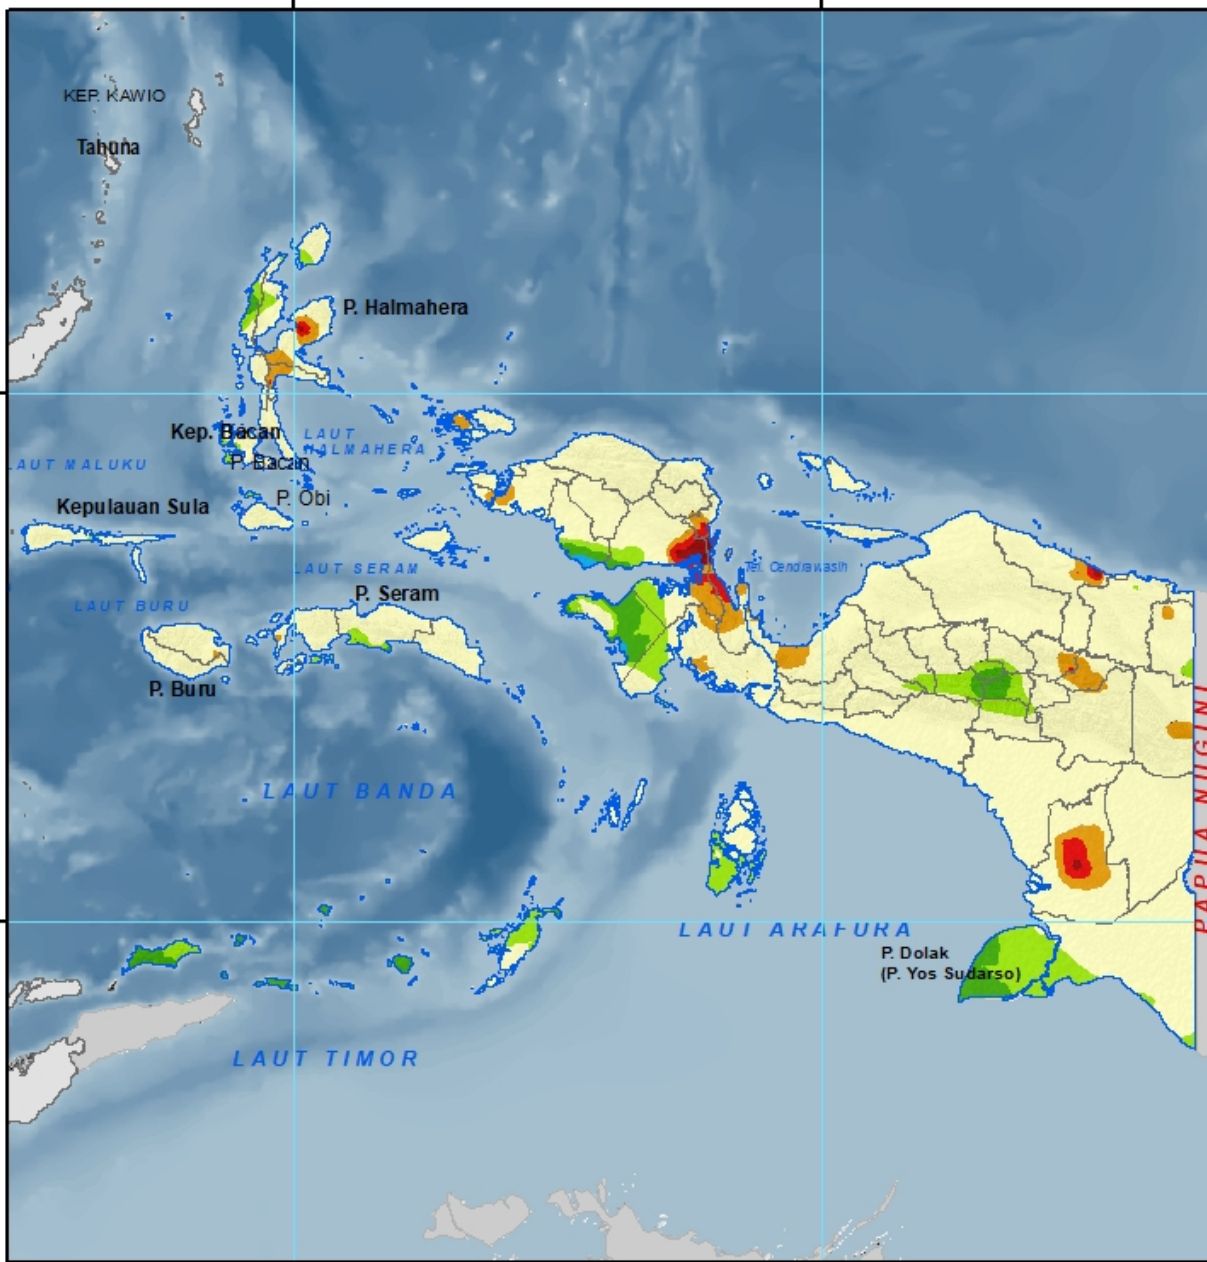 KEP. KAWIO
Tahuna
P. Halmahera
Kep. Bacan
LAUT
HALMAHERA
LAUT MALUKU
P. Bacan
P. Obi
Kepulauan Sula
LAUT SERAM
Tel. Cendrawasih
P. Seram
LAUT BURU
P. Buru
PAPUA NUGINI
LAUT BANDA
LAUT ARAFURA
P. Dolak
(P. Yos Sudarso)
LAUT TIMOR